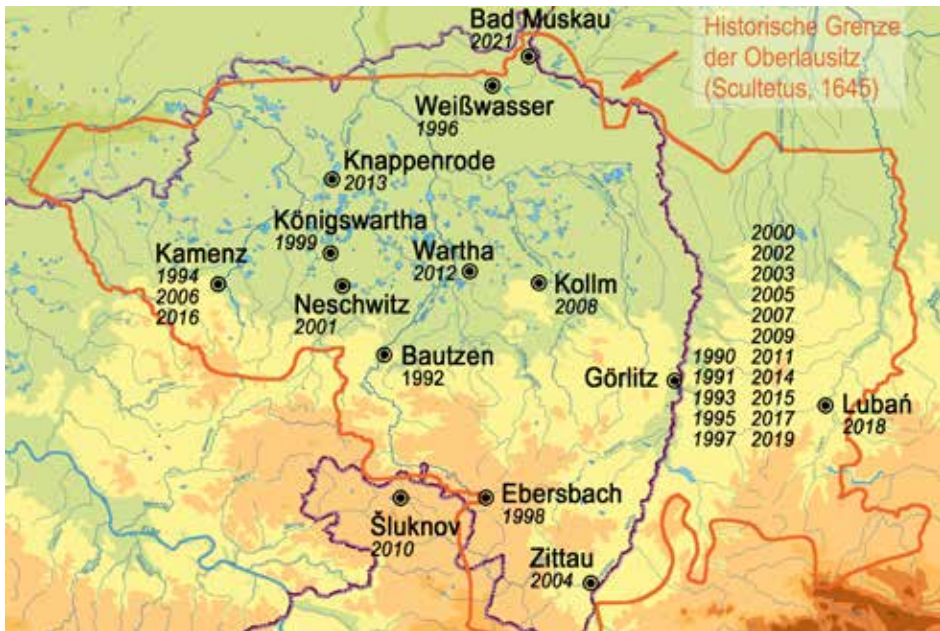 Bad Muskau
2021
Historische Grenze
der Oberlausitz
(Scultetus, 1645)
Weißwasser
1996
Knappenrode
2013
Königswartha
1999
Kamenz
1994
2006
2016
Wartha
2012
Kollm
2008
Neschwitz
2001
Bautzen
1992
Görlitz
1990
1991
1993
1995
1997
2000
2002
2003
2005
2007
2009
2011
2014
2015
2017
2019
Lubań
2018
Šluknov
2010
Ebersbach
1998
Zittau
2004